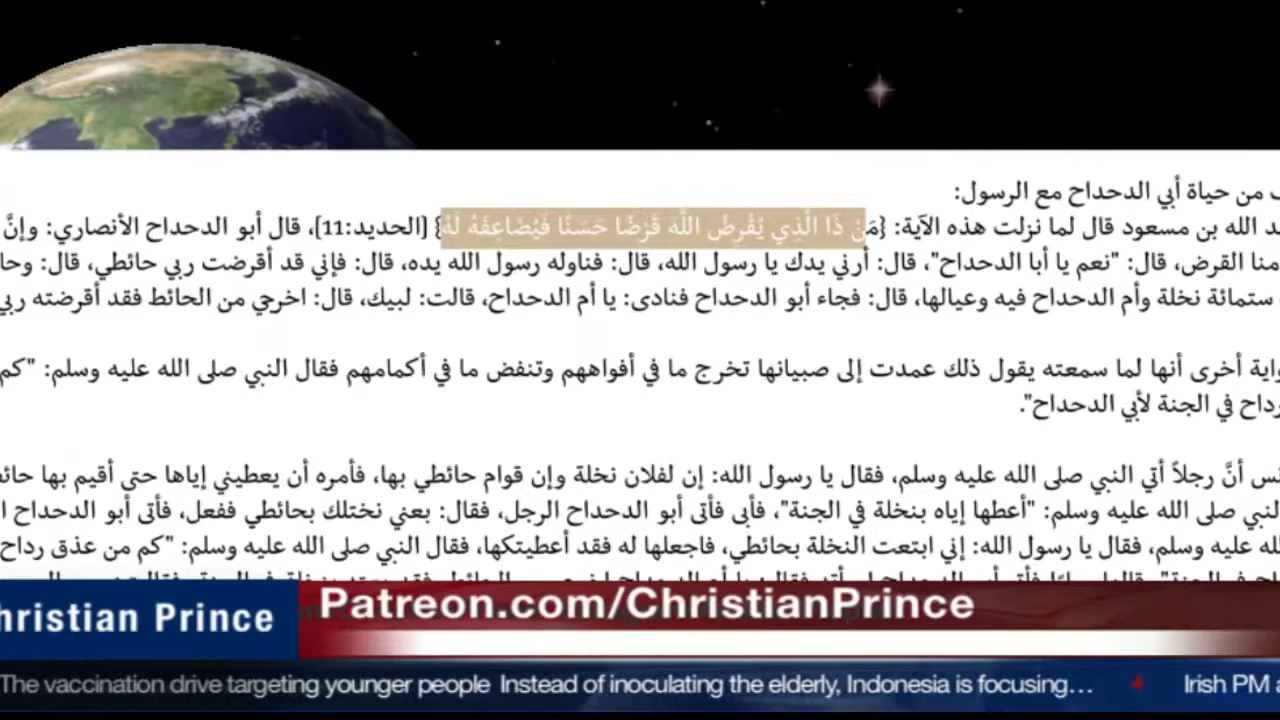 من حياة أبي الدحداح مع الرسول:
الله بن مسعود قال لما نزلت هذه الآية: {مَنْ ذَا الَّذِي يُقْرِضُ اللَّهَ قَرْضًا حَسَنًا فَيُضَاعِفَهُ لَهُ} [الحديد:11]، قال أبو الدحداح الأنصاري: وإنَّ
منا القرض، قال: "نعم يا أبا الدحداح"، قال: أرني يدك يا رسول الله، قال: فناوله رسول الله يده، قال: فإني قد أقرضت ربي حائطي، قال: وحا
ستمائة نخلة وأم الدحداح فيه وعيالها، قال: فجاء أبو الدحداح فنادى: يا أم الدحداح، قالت: لبيك، قال: اخرجي من الحائط فقد أقرضته ربي
واية أخرى أنها لما سمعته يقول ذلك عمدت إلى صبيانها تخرج ما في أفواههم وتنفض ما في أكمامهم فقال النبي صلى الله عليه وسلم: "كم
رداح في الجنة لأبي الدحداح".
نس أنَّ رجلاً أتي النبي صلى الله عليه وسلم، فقال يا رسول الله: إن لفلان نخلة وإن قوام حائطي بها، فأمره أن يعطيني إياها حتى أقيم بها حائ
النبي صلى الله عليه وسلم: "أعطها إياه بنخلة في الجنة"، فأبى فأتى أبو الدحداح الرجل، فقال: بعني نختلك بحائطي ففعل، فأتى أبو الدحداح ا
لله عليه وسلم، فقال يا رسول الله: إني ابتعت النخلة بحائطي، فاجعلها له فقد أعطيتكها، فقال النبي صلى الله عليه وسلم: "كم من عذق رداح
hristian Prince
Patreon.com/ChristianPrince
The vaccination drive targeting younger people Instead of inoculating the elderly, Indonesia is focusing... Irish PM a